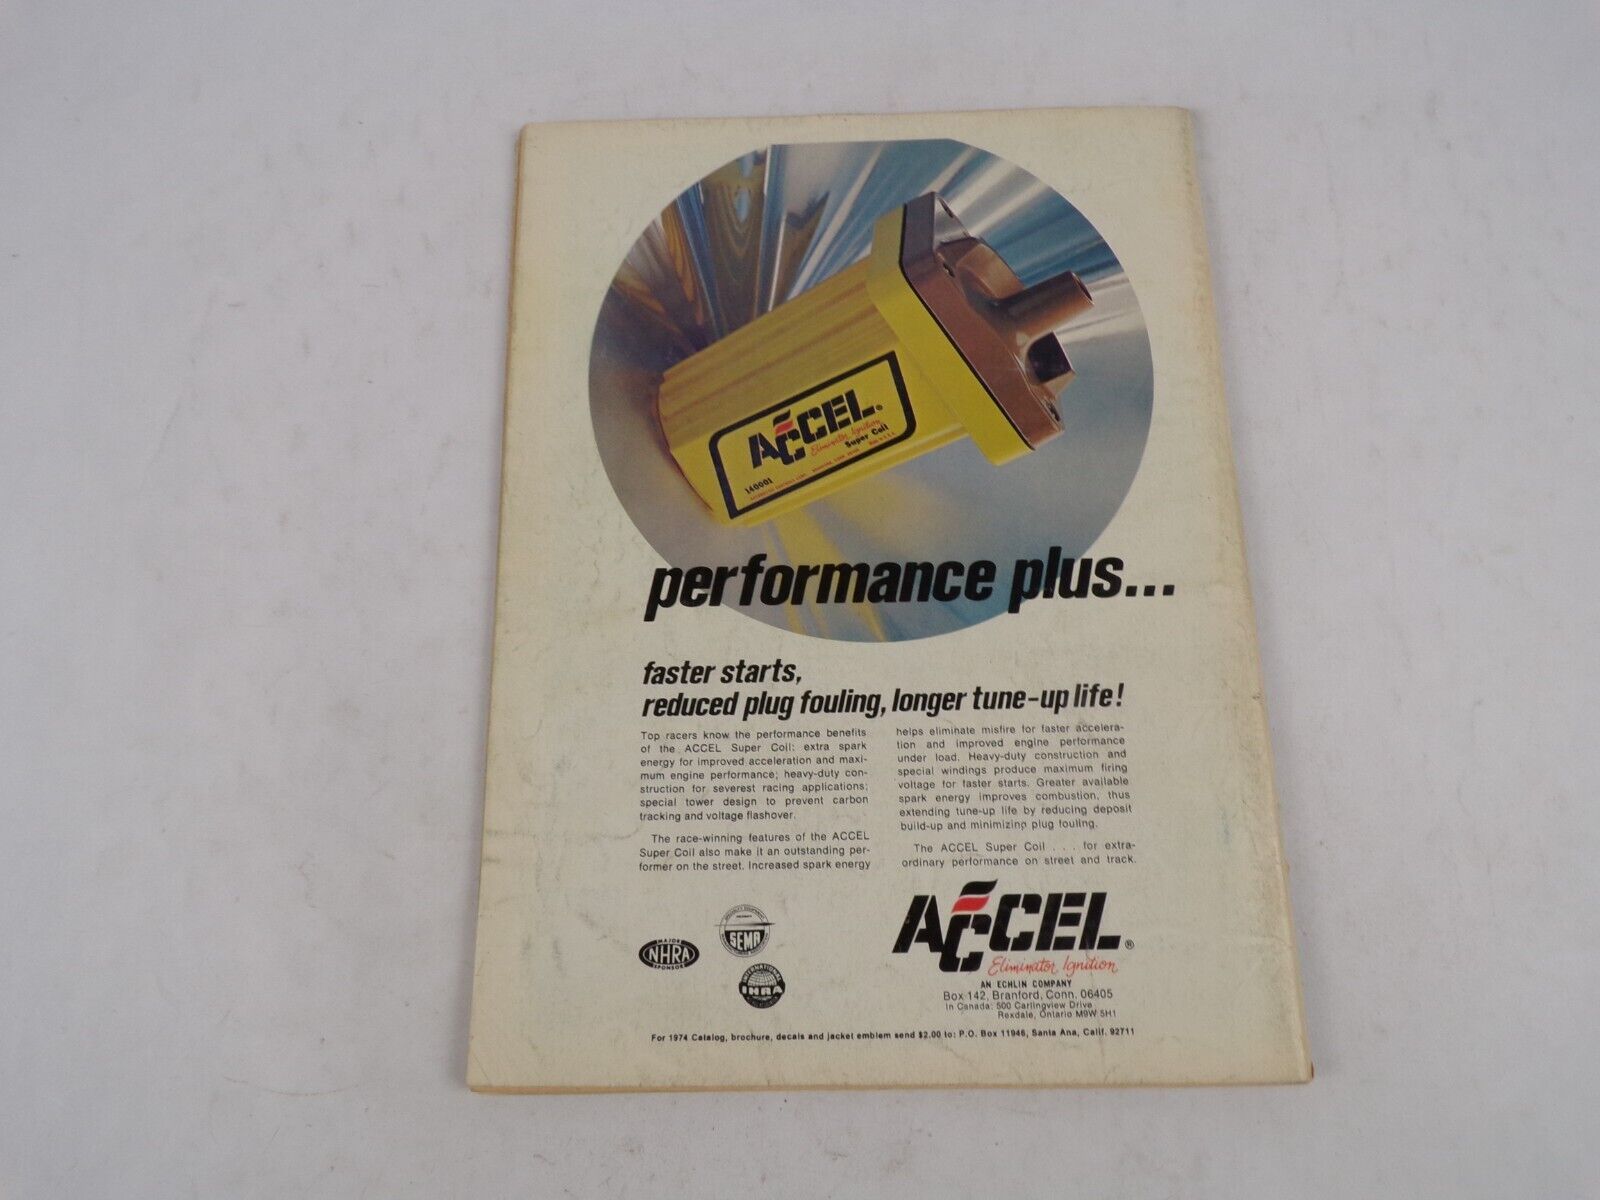 ACCEL®
Eliminator Ignition
Super Coil
140001
performance plus...
faster starts,
reduced plug fouling, longer tune-up life!
Top racers know the performance benefits
of the ACCEL Super Coil: extra spark
energy for improved acceleration and maxi-
mum engine performance; heavy-duty con-
struction for severest racing applications;
special tower design to prevent carbon
tracking and voltage flashover.
The race-winning features of the ACCEL
Super Coil also make it an outstanding per-
former on the street. Increased spark energy
helps eliminate misfire for faster accelera-
tion and improved engine performance
under load. Heavy-duty construction and
special windings produce maximum firing
voltage for faster starts. Greater available
spark energy improves combustion, thus
extending tune-up life by reducing deposit
build-up and minimizing plug fouling.
The ACCEL Super Coil . . . for extra-
ordinary performance on street and track.
MAJOR
NHRA
SPONSOR
SEMA
INTERNATIONAL
IHRA
ACCEL®
Eliminator Ignition
AN ECHLIN COMPANY
Box 142, Branford, Conn. 06405
In Canada: 500 Carlingview Drive
Rexdale, Ontario M9W 5H1
For 1974 Catalog, brochure, decals and jacket emblem send $2.00 to: P.O. Box 11946, Santa Ana, Calif. 92711